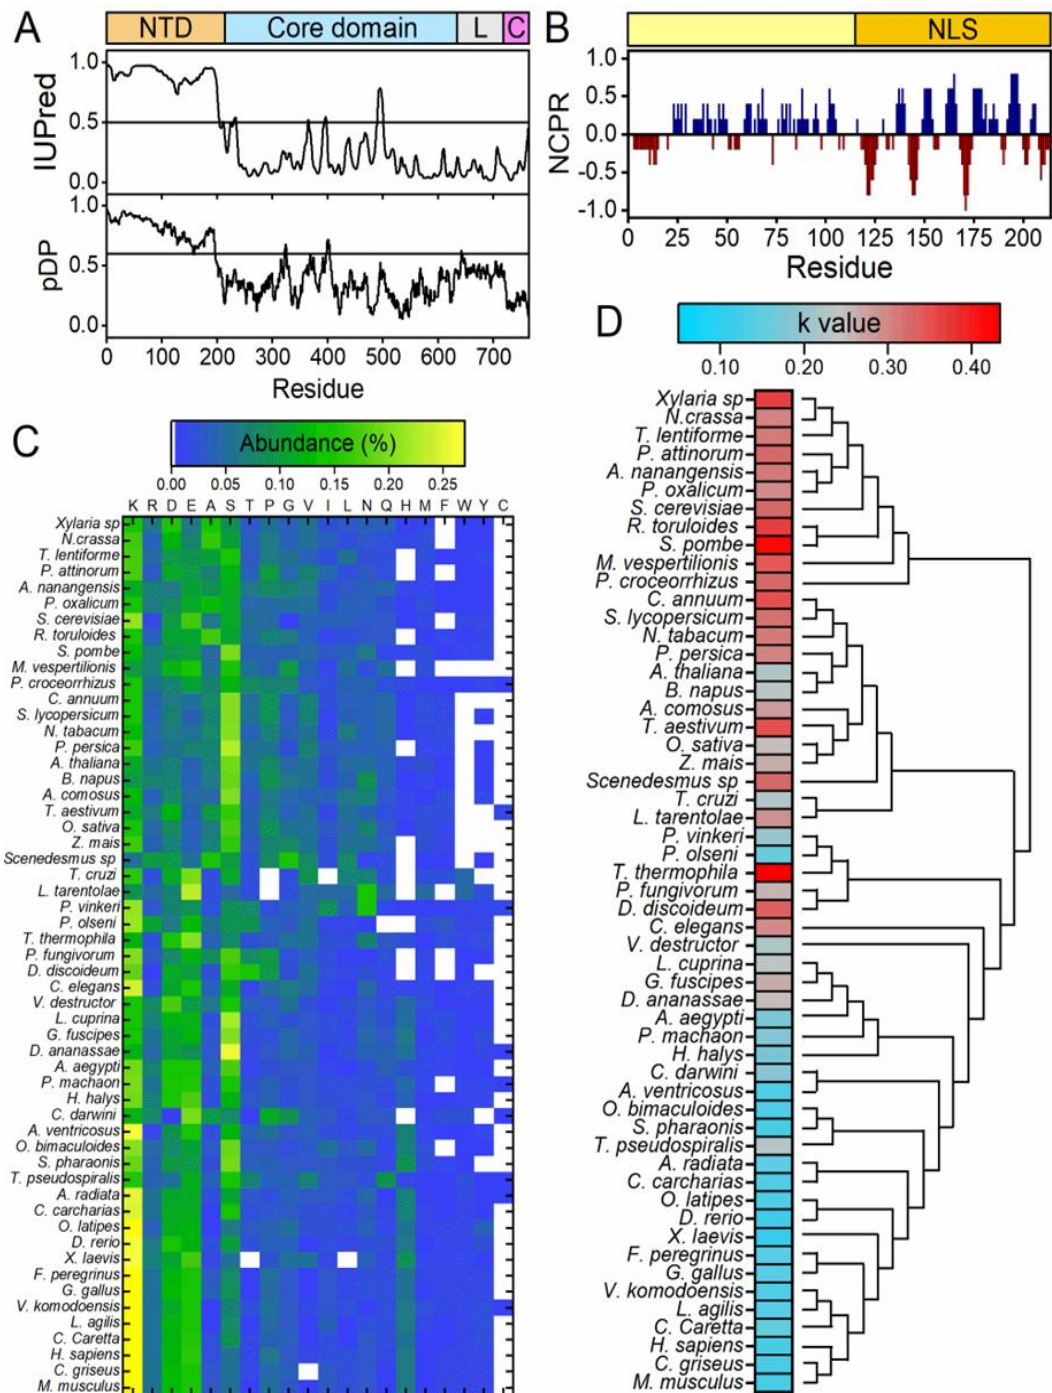 A
NTD Core domain L C
1.0
0.5
0.0
IUPred
1.0
0.5
0.0
pDP
0 100 200 300 400 500 600 700
Residue
B
NLS
1.0
0.5
0.0
-0.5
-1.0
NCPR
0 25 50 75 100 125 150 175 200
Residue
C
Abundance (%)
0.00 0.05 0.10 0.15 0.20 0.25
K R D E A S T P G V I L N Q H M F W Y C
Xylaria sp
N.crassa
T. lentiforme
P. attinorum
A. nanangensis
P. oxalicum
S. cerevisiae
R. toruloides
S. pombe
M. vespertilionis
P. croceorrhizus
C. annuum
S. lycopersicum
N. tabacum
P. persica
A. thaliana
B. napus
A. comosus
T. aestivum
O. sativa
Z. mais
Scenedesmus sp
T. cruzi
L. tarentolae
P. vinkeri
P. olseni
T. thermophila
P. fungivorum
D. discoideum
C. elegans
V. destructor
L. cuprina
G. fuscipes
D. ananassae
A. aegypti
P. machaon
H. halys
C. darwini
A. ventricosus
O. bimaculoides
S. pharaonis
T. pseudospiralis
A. radiata
C. carcharias
O. latipes
D. rerio
X. laevis
F. peregrinus
G. gallus
V. komodoensis
L. agilis
C. Caretta
H. sapiens
C. griseus
M. musculus
D
k value
0.10 0.20 0.30 0.40
Xylaria sp
N.crassa
T. lentiforme
P. attinorum
A. nanangensis
P. oxalicum
S. cerevisiae
R. toruloides
S. pombe
M. vespertilionis
P. croceorrhizus
C. annuum
S. lycopersicum
N. tabacum
P. persica
A. thaliana
B. napus
A. comosus
T. aestivum
O. sativa
Z. mais
Scenedesmus sp
T. cruzi
L. tarentolae
P. vinkeri
P. olseni
T. thermophila
P. fungivorum
D. discoideum
C. elegans
V. destructor
L. cuprina
G. fuscipes
D. ananassae
A. aegypti
P. machaon
H. halys
C. darwini
A. ventricosus
O. bimaculoides
S. pharaonis
T. pseudospiralis
A. radiata
C. carcharias
O. latipes
D. rerio
X. laevis
F. peregrinus
G. gallus
V. komodoensis
L. agilis
C. Caretta
H. sapiens
C. griseus
M. musculus